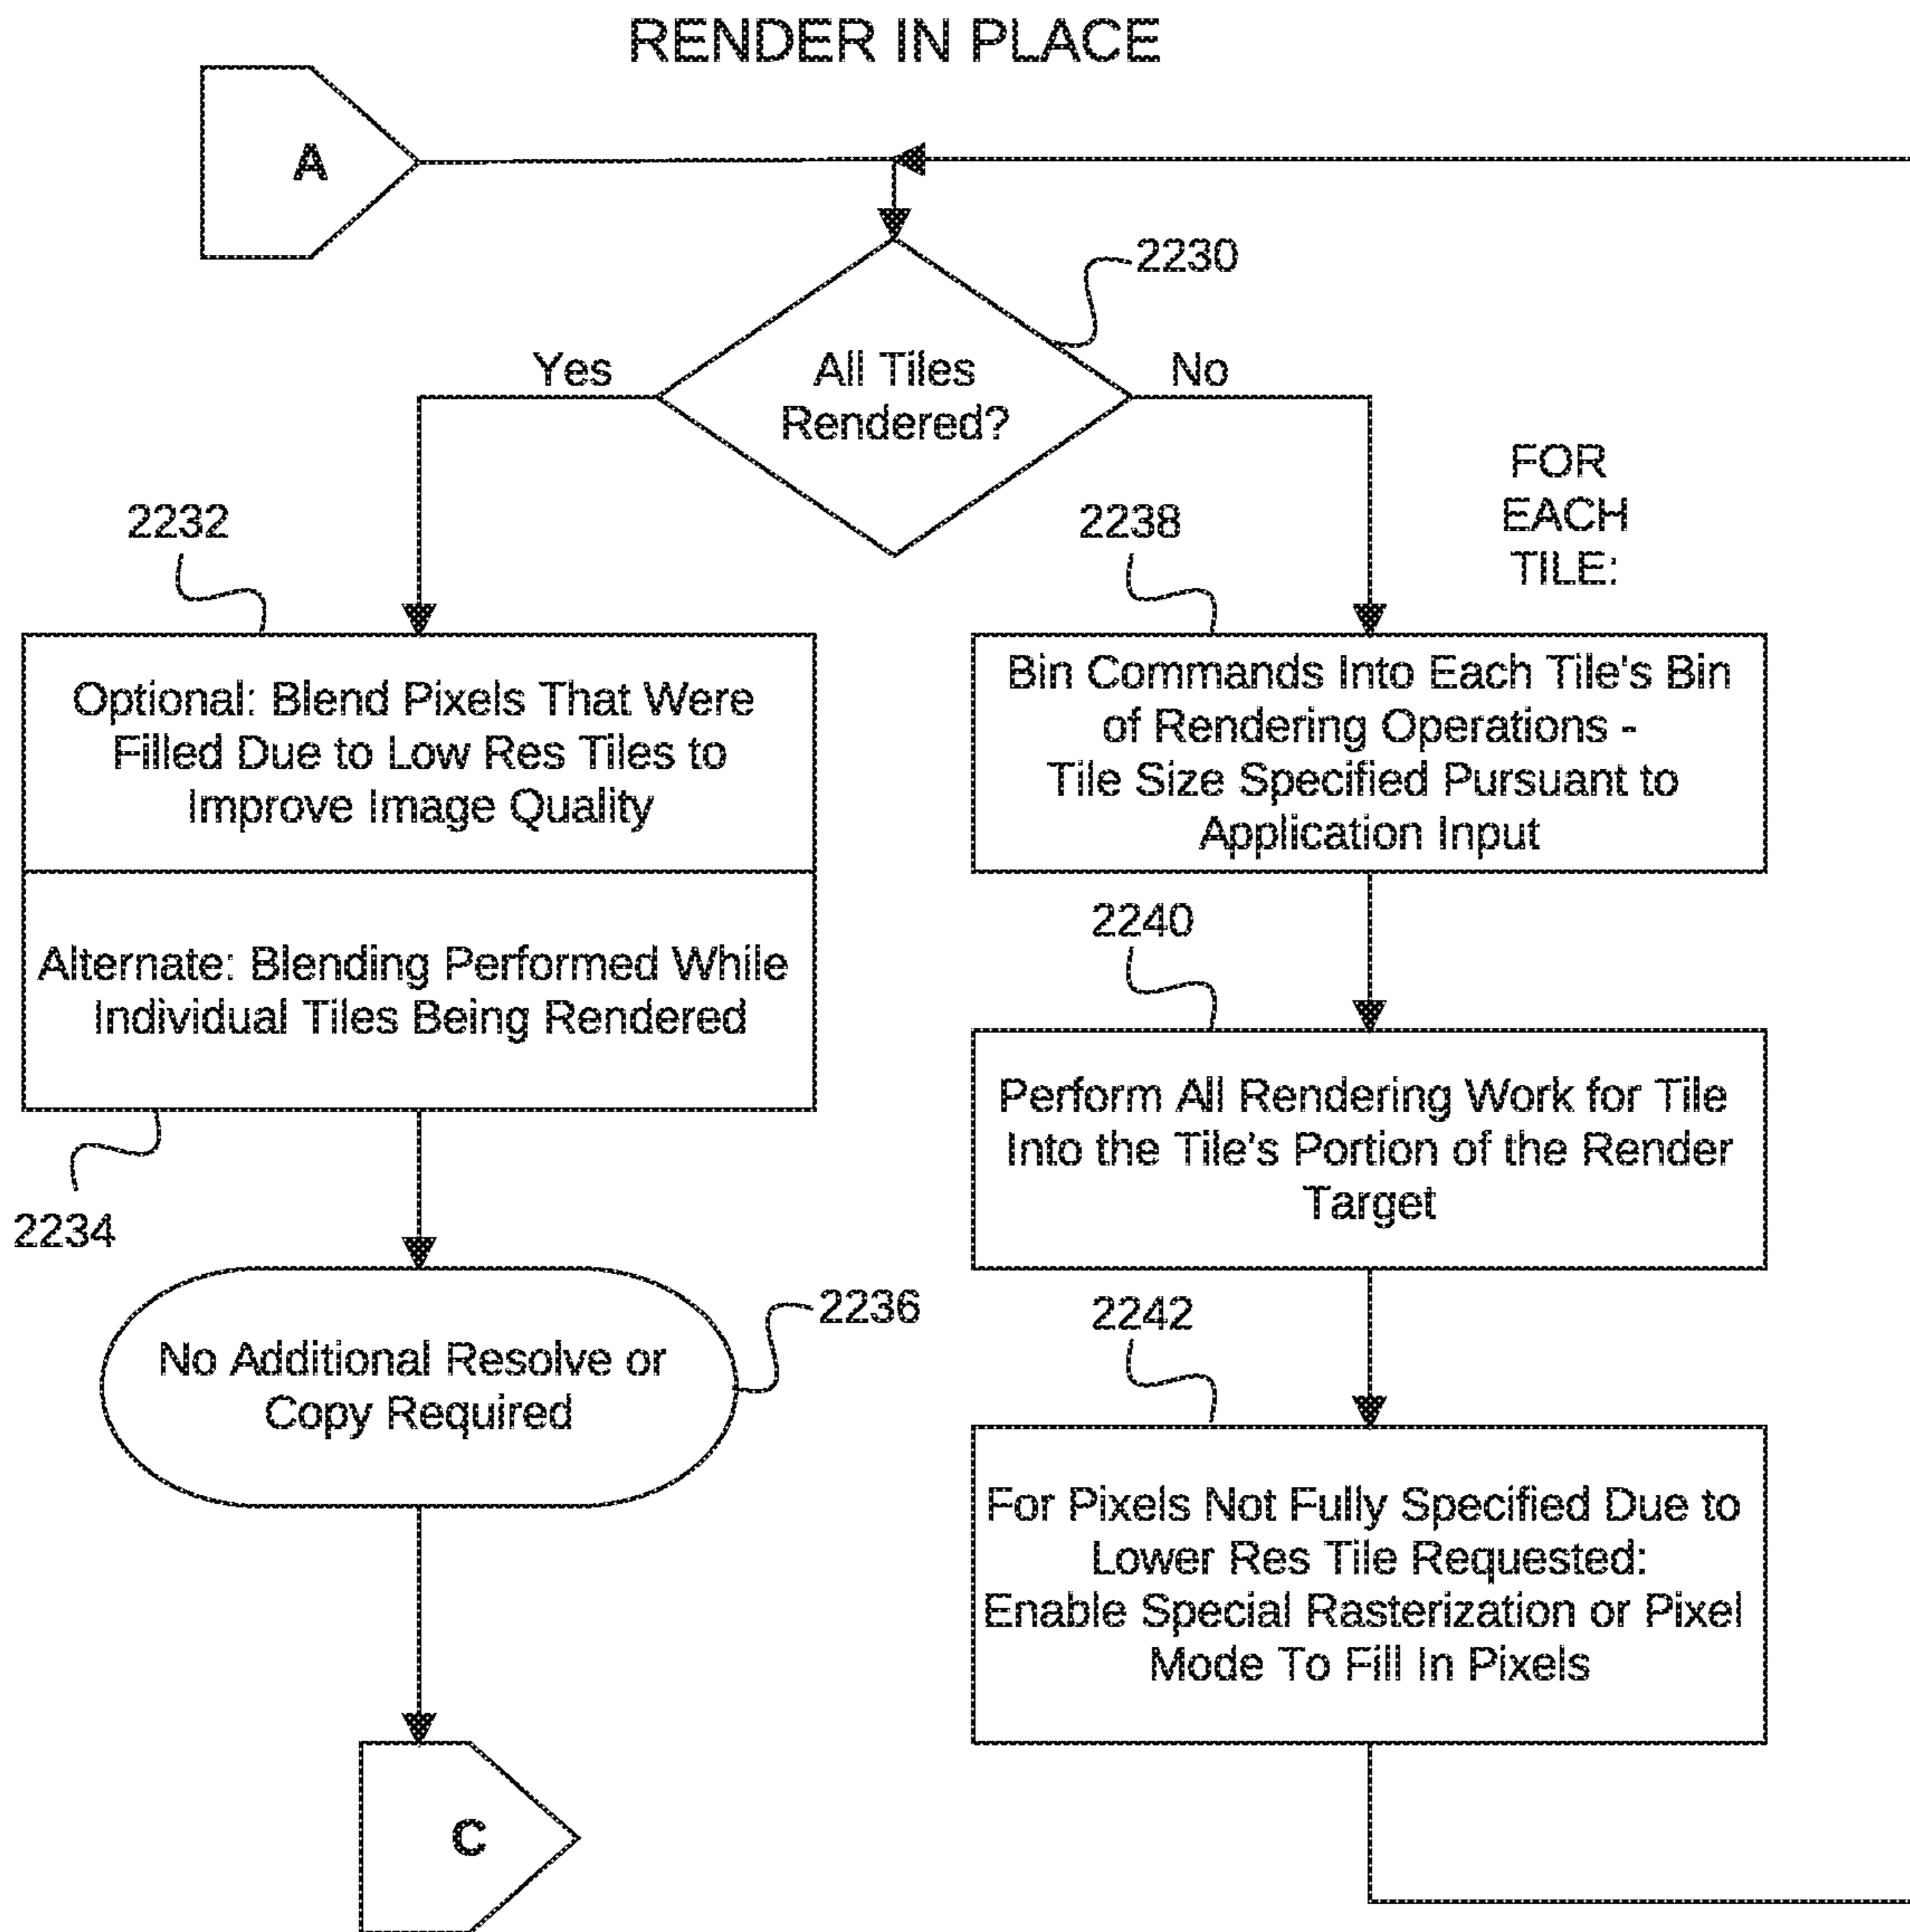 RENDER IN PLACE
A
2230
All Tiles
Rendered?
Yes
No
FOR
EACH
TILE:
2232
Optional: Blend Pixels That Were
Filled Due to Low Res Tiles to
Improve Image Quality
Alternate: Blending Performed While
Individual Tiles Being Rendered
2234
No Additional Resolve or
Copy Required
2236
C
2238
Bin Commands Into Each Tile's Bin
of Rendering Operations -
Tile Size Specified Pursuant to
Application Input
2240
Perform All Rendering Work for Tile
Into the Tile's Portion of the Render
Target
2242
For Pixels Not Fully Specified Due to
Lower Res Tile Requested:
Enable Special Rasterization or Pixel
Mode To Fill In Pixels